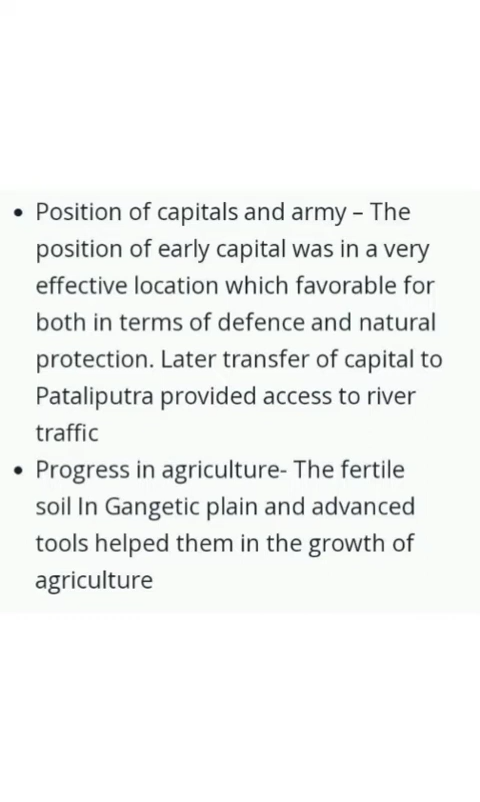 • Position of capitals and army – The
position of early capital was in a very
effective location which favorable for
both in terms of defence and natural
protection. Later transfer of capital to
Pataliputra provided access to river
traffic
• Progress in agriculture- The fertile
soil In Gangetic plain and advanced
tools helped them in the growth of
agriculture